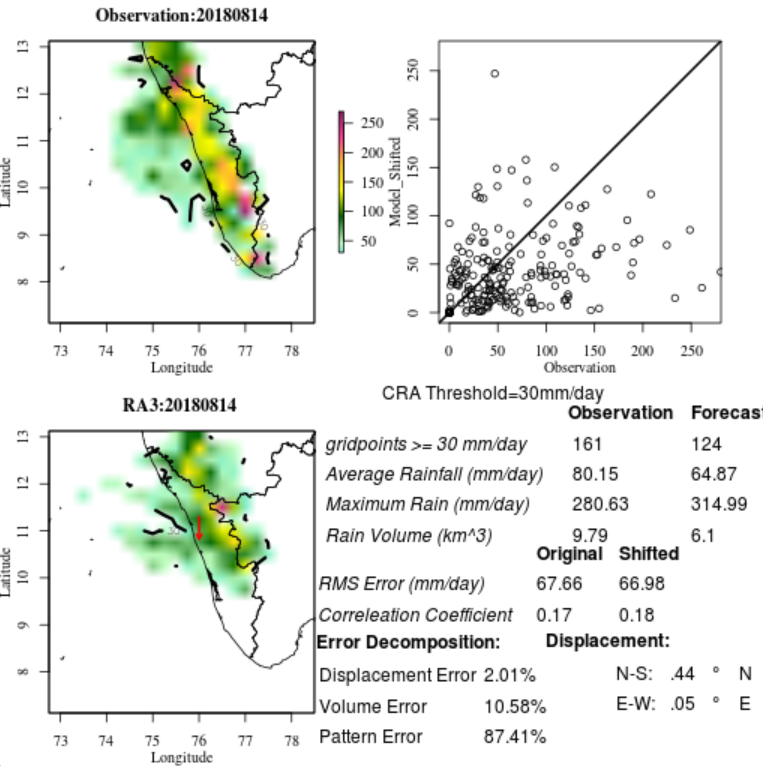 Observation:20180814
13
12
11
10
9
8
Latitude
73 74 75 76 77 78
Longitude
250
200
150
100
50
250
200
150
100
50
0
Model_Shifted
0 50 100 150 200 250
Observation
CRA Threshold=30mm/day
Observation Forecas
gridpoints >= 30 mm/day 161 124
Average Rainfall (mm/day) 80.15 64.87
Maximum Rain (mm/day) 280.63 314.99
Rain Volume (km^3) 9.79 6.1
Original Shifted
RMS Error (mm/day) 67.66 66.98
Correleation Coefficient 0.17 0.18
Error Decomposition: Displacement:
Displacement Error 2.01% N-S: .44 ° N
Volume Error 10.58% E-W: .05 ° E
Pattern Error 87.41%
RA3:20180814
13
12
11
10
9
8
Latitude
73 74 75 76 77 78
Longitude